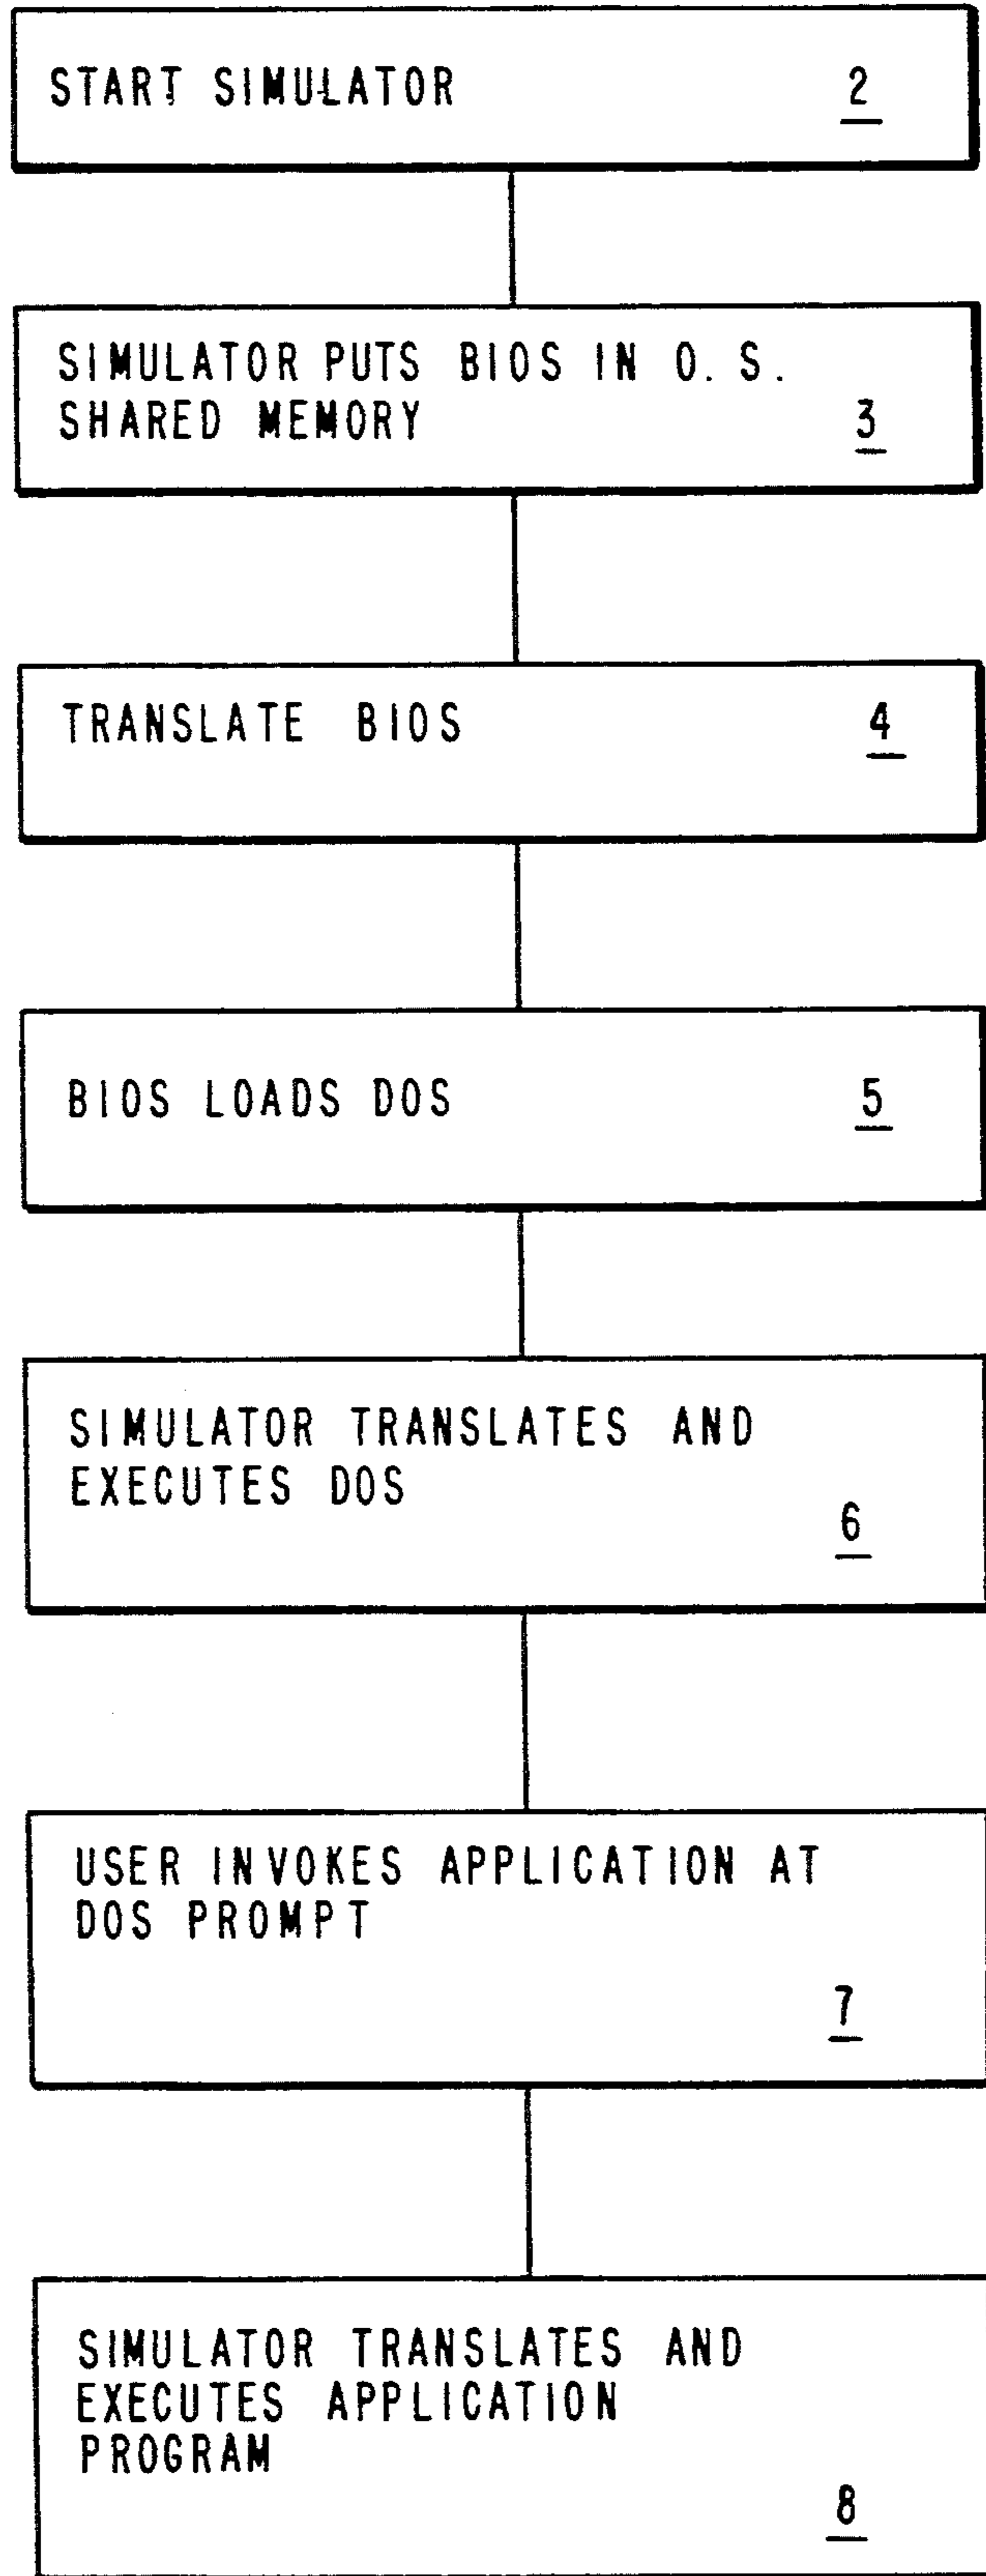 START SIMULATOR 2
SIMULATOR PUTS BIOS IN O. S.
SHARED MEMORY 3
TRANSLATE BIOS 4
BIOS LOADS DOS 5
SIMULATOR TRANSLATES AND
EXECUTES DOS
6
USER INVOKES APPLICATION AT
DOS PROMPT
7
SIMULATOR TRANSLATES AND
EXECUTES APPLICATION
PROGRAM
8